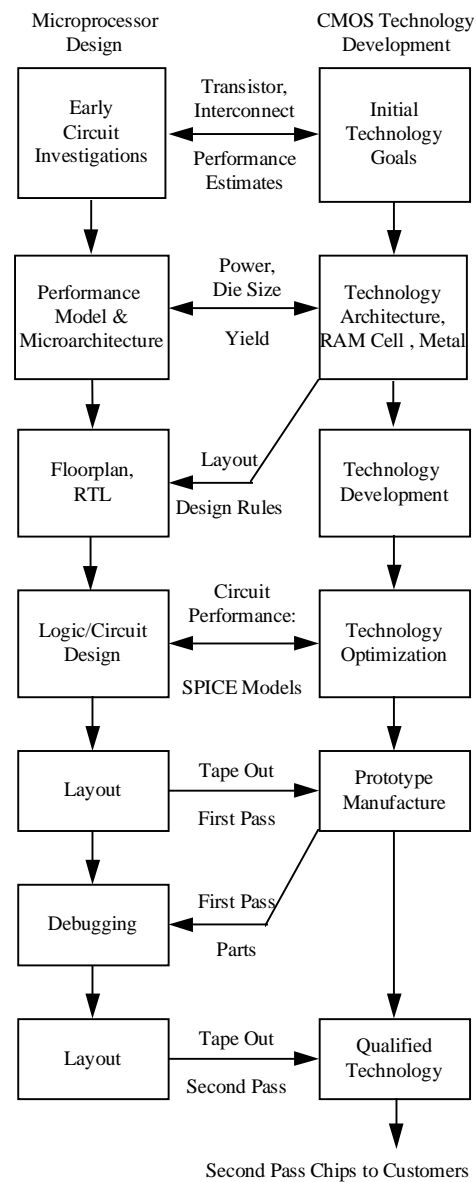 Microprocessor
Design
CMOS Technology
Development
Early
Circuit
Investigations
Transistor,
Interconnect
Performance
Estimates
Initial
Technology
Goals
Performance
Model &
Microarchitecture
Power,
Die Size
Yield
Technology
Architecture,
RAM Cell , Metal
Floorplan,
RTL
Layout
Design Rules
Technology
Development
Logic/Circuit
Design
Circuit
Performance:
SPICE Models
Technology
Optimization
Layout
Tape Out
First Pass
Prototype
Manufacture
Debugging
First Pass
Parts
Layout
Tape Out
Second Pass
Qualified
Technology
Second Pass Chips to Customers